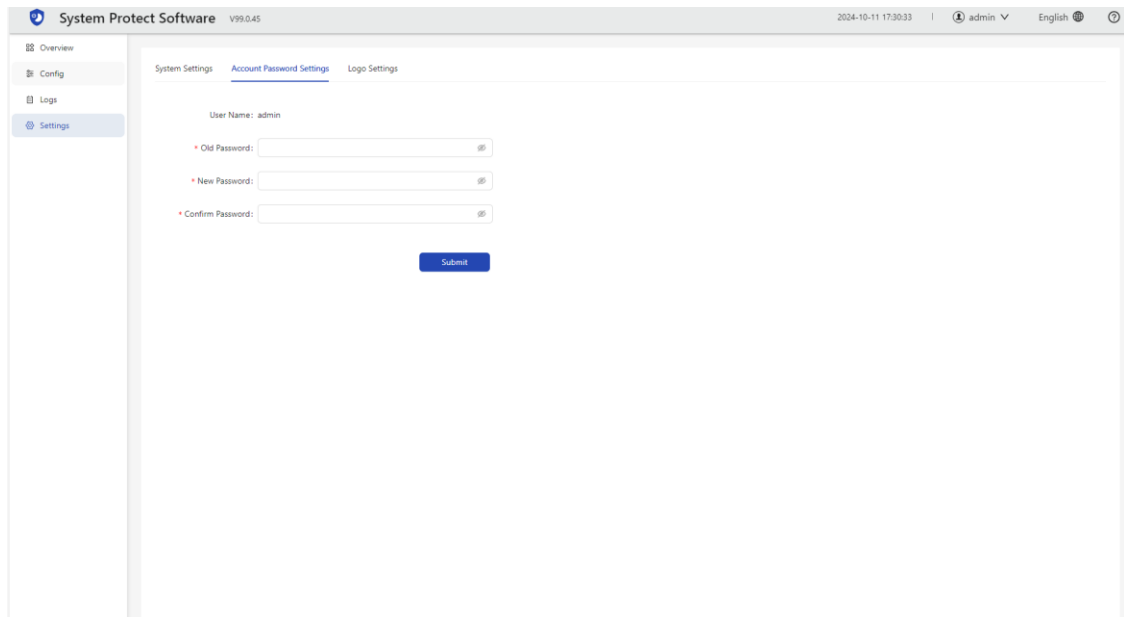 System Protect Software V99.0.45 2024-10-11 17:30:33 | admin English
Overview
Config
Logs
Settings
System Settings Account Password Settings Logo Settings
User Name: admin
* Old Password:
* New Password:
* Confirm Password:
Submit